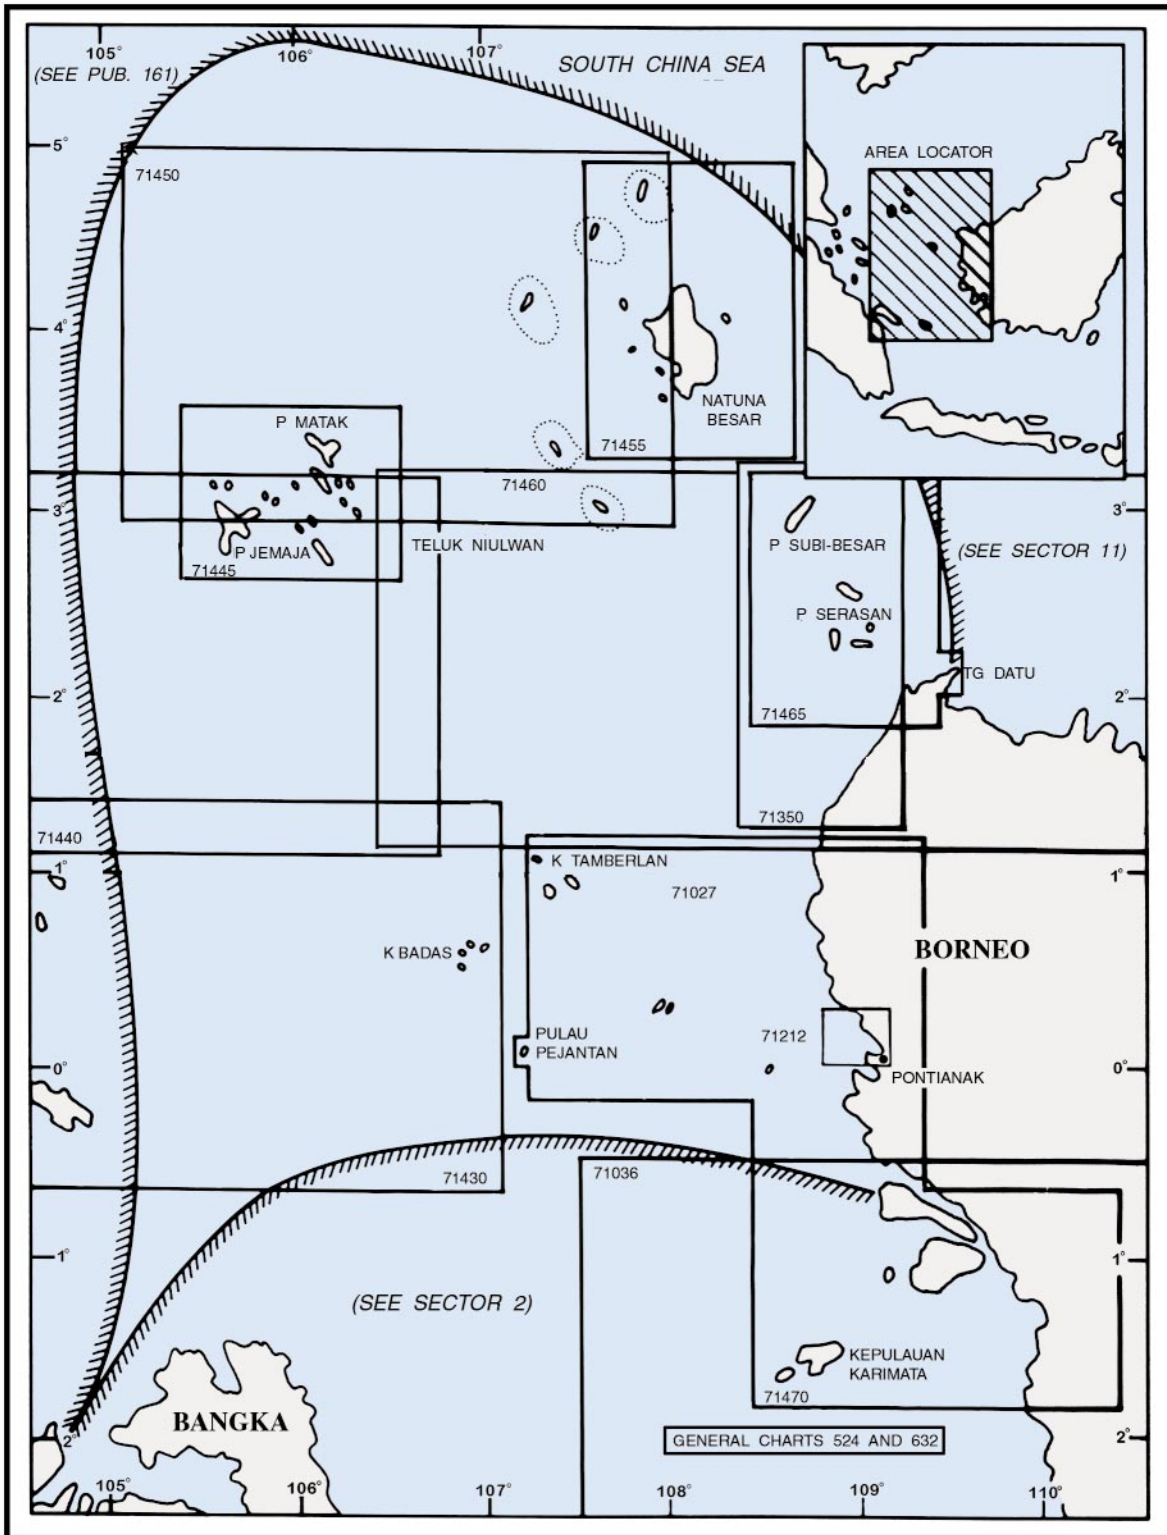 105°
106°
107°
(SEE PUB. 161)
SOUTH CHINA SEA
5°
71450
AREA LOCATOR
4°
NATUNA
BESAR
P MATAK
71455
71460
3°
3°
P JEMAJA
TELUK NIULWAN
P SUBI-BESAR
(SEE SECTOR 11)
71445
P SERASAN
TG DATU
2°
2°
71465
71350
71440
1°
1°
K TAMBERLAN
71027
K BADAS
BORNEO
PULAU
PEJANTAN
71212
0°
0°
PONTIANAK
71430
71036
1°
1°
(SEE SECTOR 2)
KEPULAUAN
KARIMATA
71470
BANGKA
2°
2°
GENERAL CHARTS 524 AND 632
105°
106°
107°
108°
109°
110°